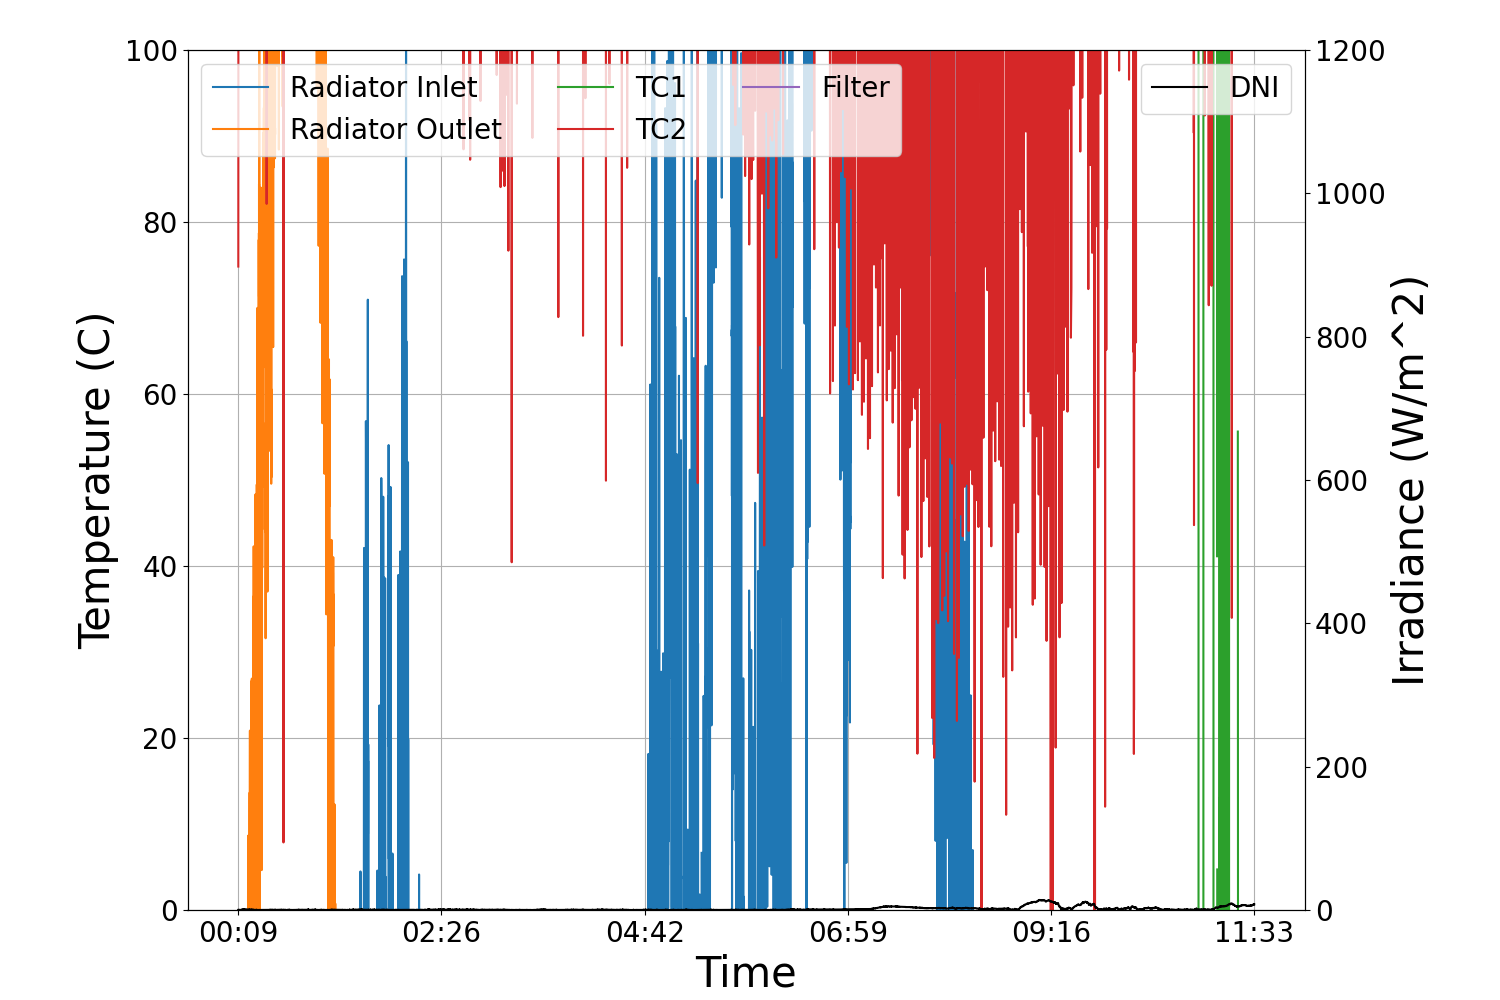 100
80
60
40
20
0
Temperature (C)
Radiator Inlet
Radiator Outlet
TC1
TC2
Filter
DNI
1200
1000
800
600
400
200
0
Irradiance (W/m^2)
00:09
02:26
04:42
06:59
09:16
11:33
Time